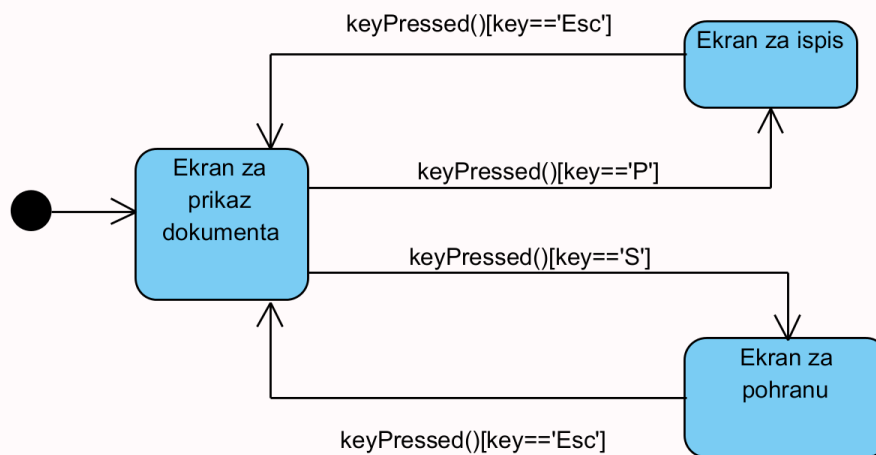 keyPressed()[key=='Esc']
Ekran za ispis
Ekran za
prikaz
dokumenta
keyPressed()[key=='P']
keyPressed()[key=='S']
Ekran za
pohranu
keyPressed()[key=='Esc']